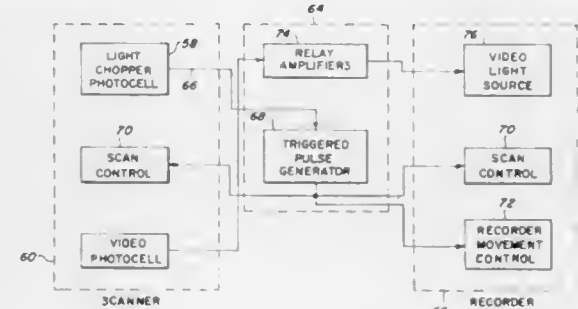 64
58
74
76
LIGHT
CHOPPER
PHOTOCELL
66
RELAY
AMPLIFIERS
VIDEO
LIGHT
SOURCE
68
70
SCAN
CONTROL
TRIGGERED
PULSE
GENERATOR
70
SCAN
CONTROL
72
VIDEO
PHOTOCELL
RECORDER
MOVEMENT
CONTROL
60
SCANNER
RECORDER